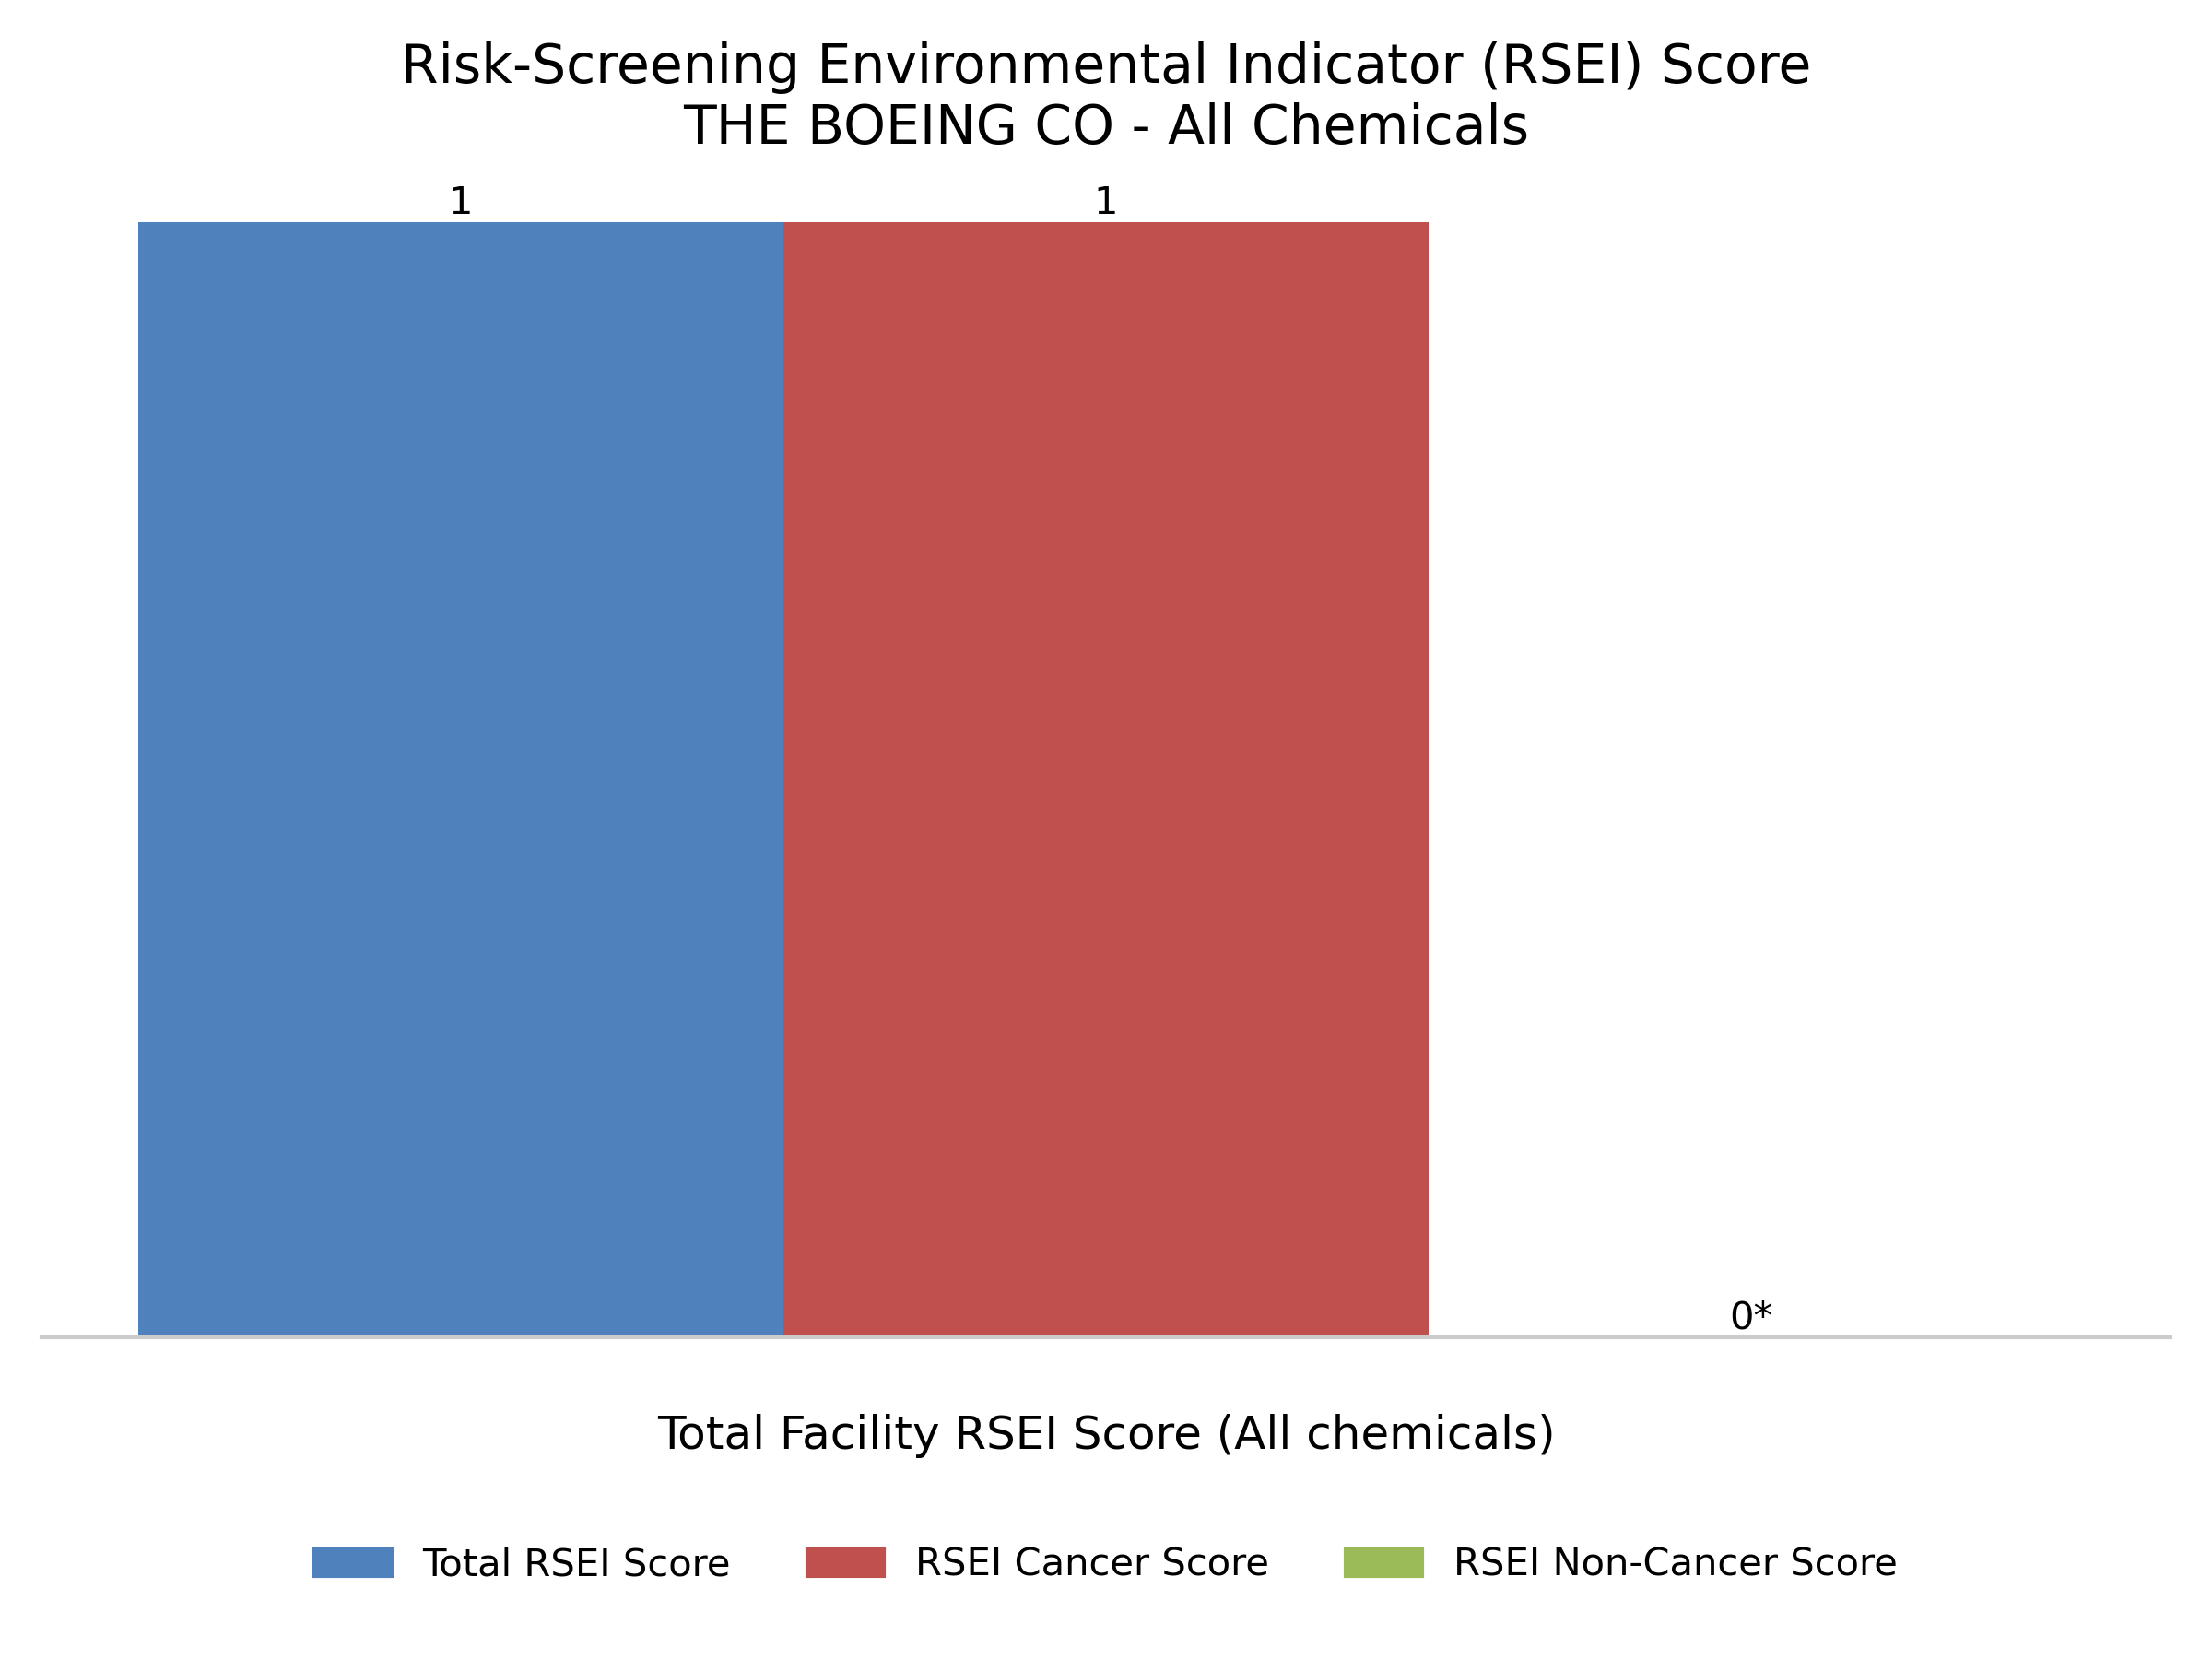 Risk-Screening Environmental Indicator (RSEI) Score
THE BOEING CO - All Chemicals
1
1
0*
Total Facility RSEI Score (All chemicals)
Total RSEI Score
RSEI Cancer Score
RSEI Non-Cancer Score